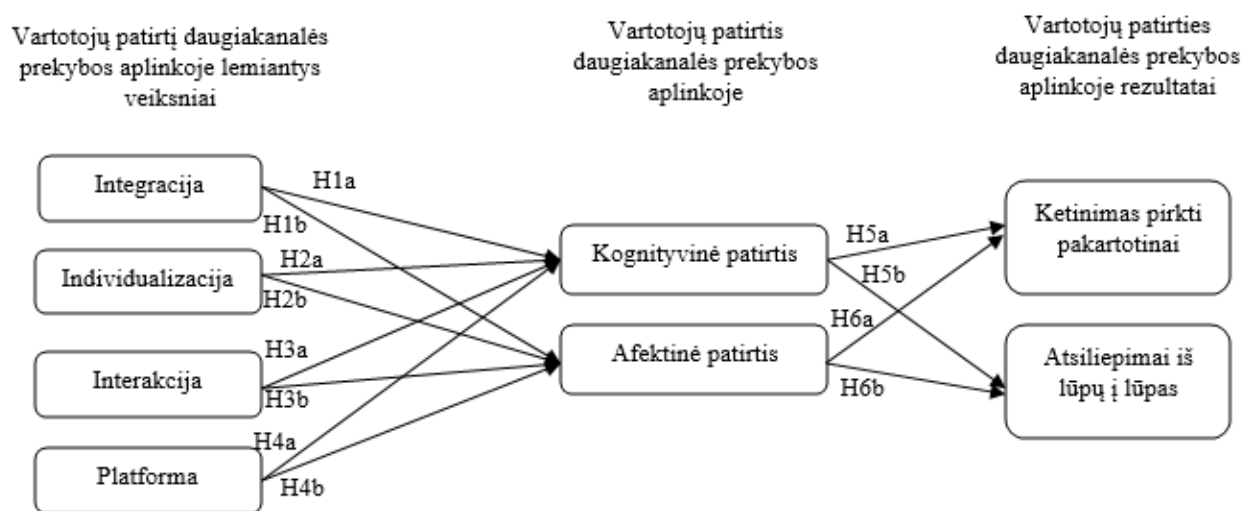 Vartotojų patirtį daugiakanalės
prekybos aplinkoje lemiantys
veiksniai
Vartotojų patirtis
daugiakanalės prekybos
aplinkoje
Vartotojų patirties
daugiakanalės prekybos
aplinkoje rezultatai
Integracija
Individualizacija
Interakcija
Platforma
H1a
H1b
H2a
H2b
H3a
H3b
H4a
H4b
Kognityvinė patirtis
Afektinė patirtis
H5a
H5b
H6a
H6b
Ketinimas pirkti
pakartotinai
Atsiliepimai iš
lūpų į lūpas